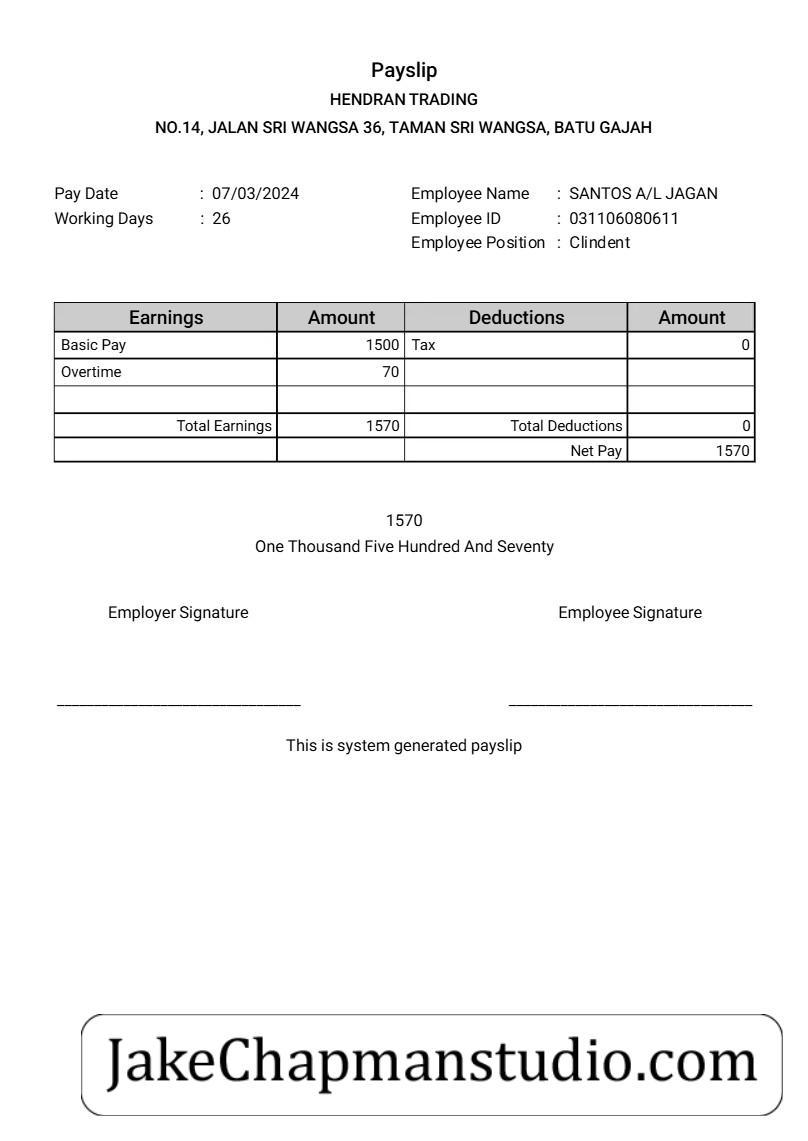 Payslip
HENDRAN TRADING
NO.14, JALAN SRI WANGSA 36, TAMAN SRI WANGSA, BATU GAJAH
Pay Date : 07/03/2024 Employee Name : SANTOS A/L JAGAN
Working Days : 26 Employee ID : 031106080611
Employee Position : Clindent
Earnings Amount Deductions Amount
Basic Pay 1500 Tax 0
Overtime 70
Total Earnings 1570 Total Deductions 0
Net Pay 1570
1570
One Thousand Five Hundred And Seventy
Employer Signature Employee Signature
This is system generated payslip
JakeChapmanstudio.com